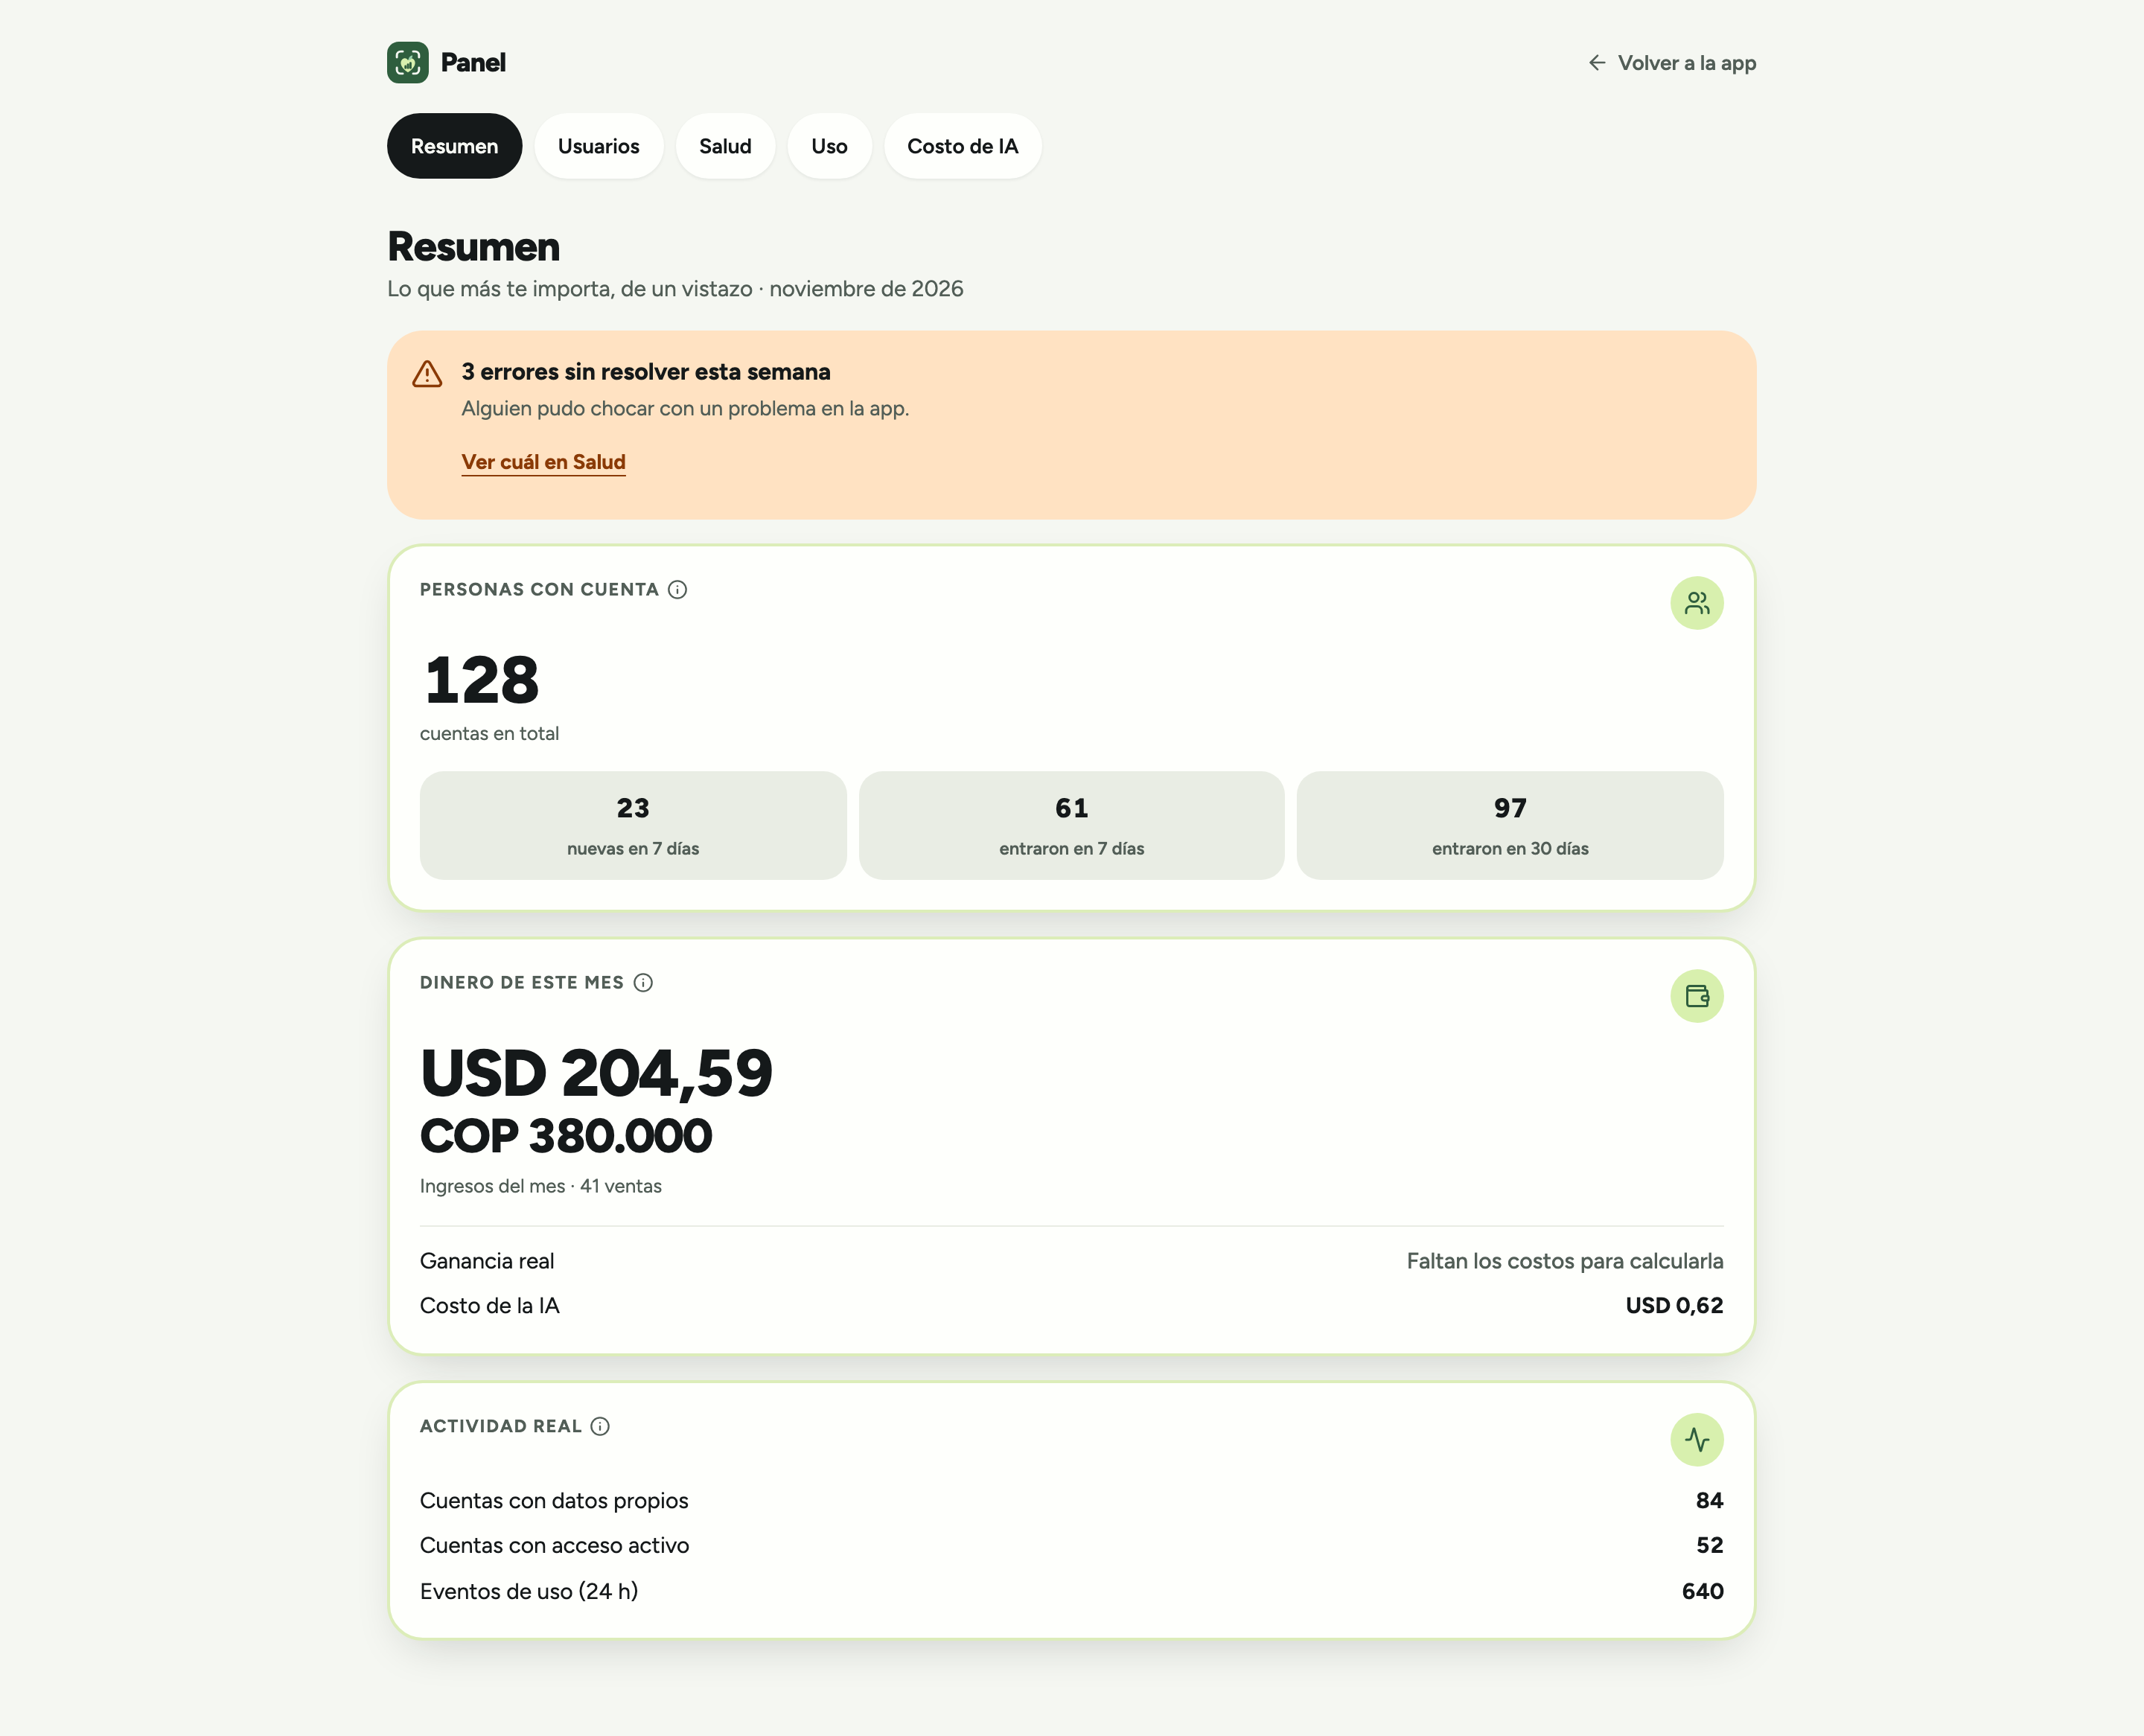 Panel
Volver a la app
Resumen
Usuarios
Salud
Uso
Costo de IA
Resumen
Lo que más te importa, de un vistazo · noviembre de 2026
3 errores sin resolver esta semana
Alguien pudo chocar con un problema en la app.
Ver cuál en Salud
PERSONAS CON CUENTA
128
cuentas en total
23
nuevas en 7 días
61
entraron en 7 días
97
entraron en 30 días
DINERO DE ESTE MES
USD 204,59
COP 380.000
Ingresos del mes · 41 ventas
Ganancia real
Faltan los costos para calcularla
Costo de la IA
USD 0,62
ACTIVIDAD REAL
Cuentas con datos propios
84
Cuentas con acceso activo
52
Eventos de uso (24 h)
640